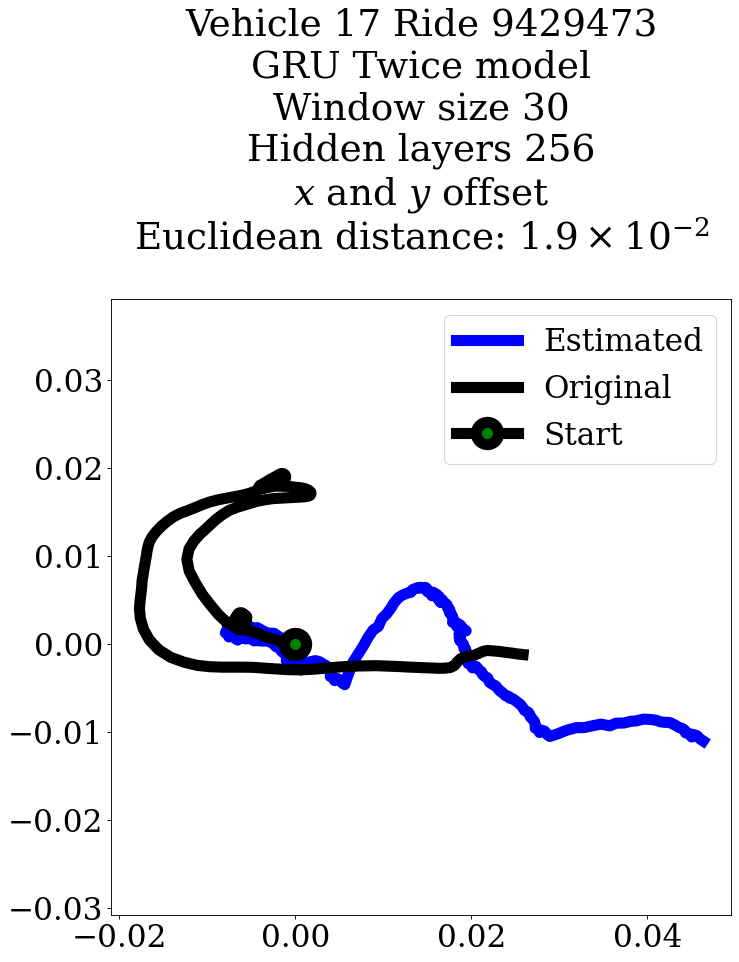 Vehicle 17 Ride 9429473
GRU Twice model
Window size 30
Hidden layers 256
x and y offset
Euclidean distance: 1.9 × 10⁻²
Estimated
Original
Start
0.03
0.02
0.01
0.00
−0.01
−0.02
−0.03
−0.02 0.00 0.02 0.04